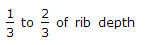 1/3 to 2/3 of rib depth